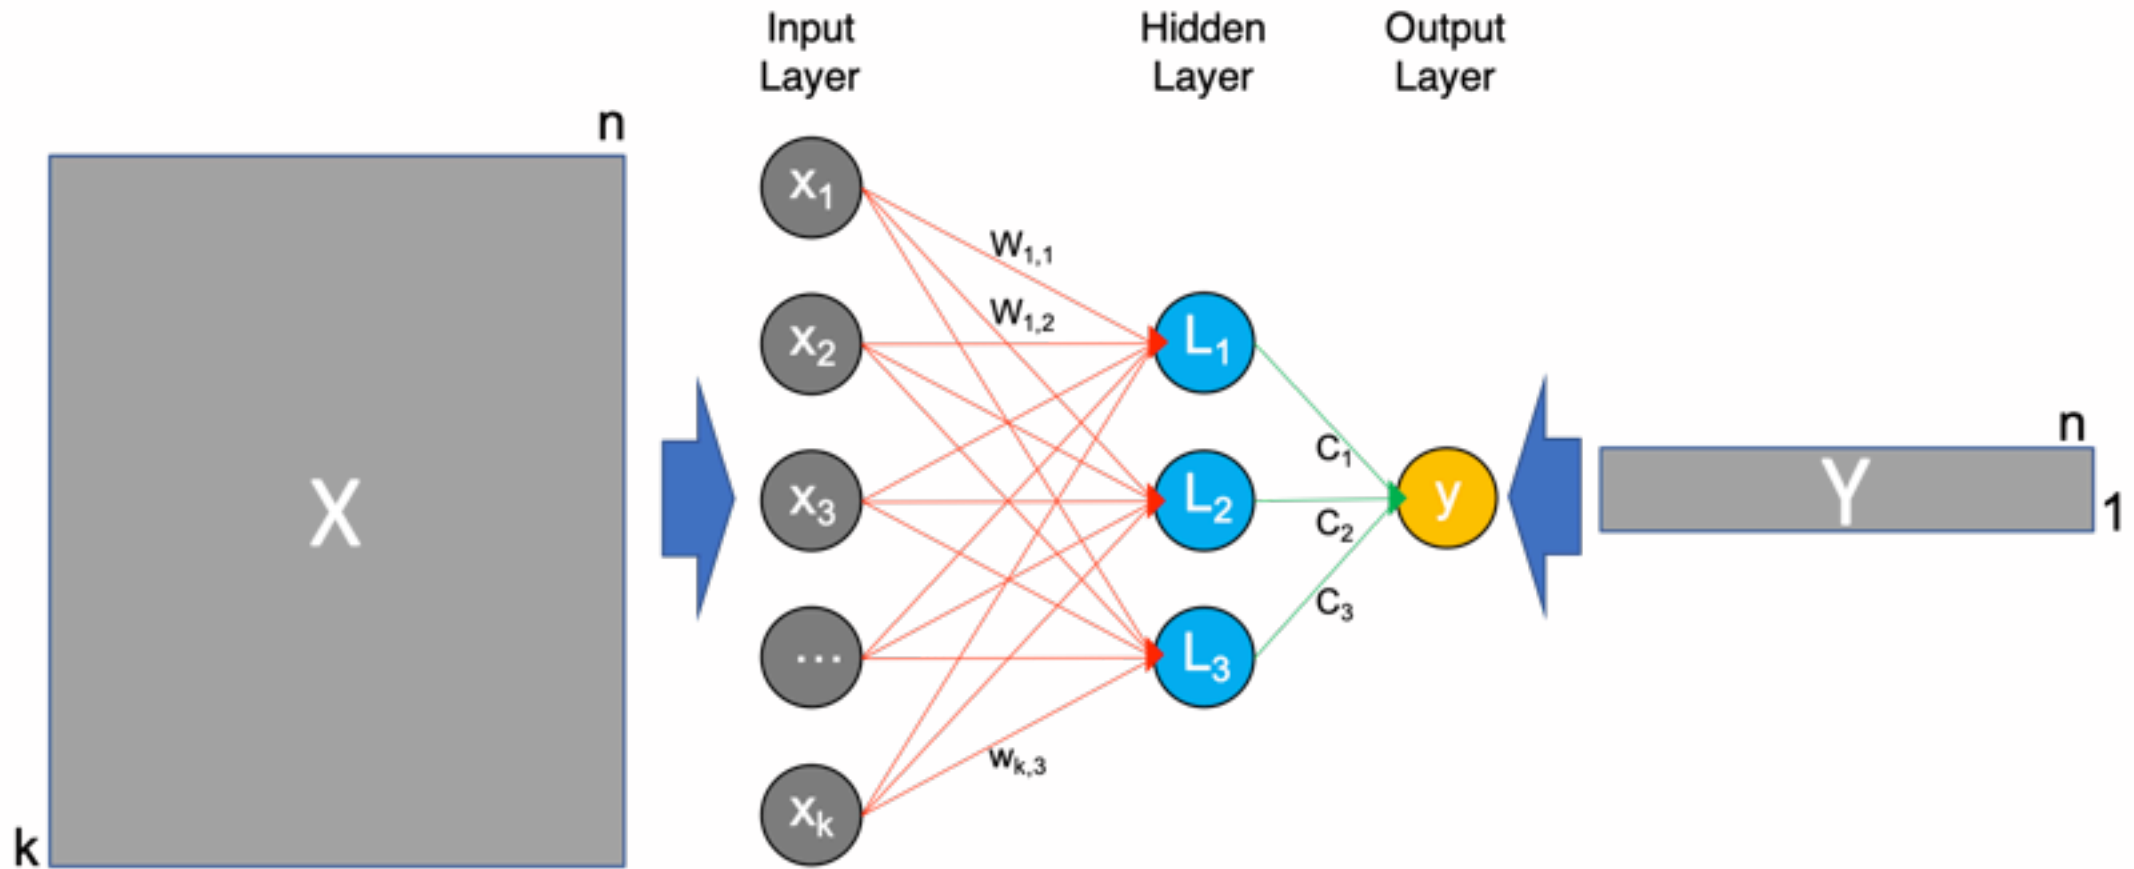 Input
Layer
Hidden
Layer
Output
Layer
n
X
k
x1
x2
x3
...
xk
W1,1
W1,2
wk,3
L1
L2
L3
C1
C2
C3
y
n
Y
1